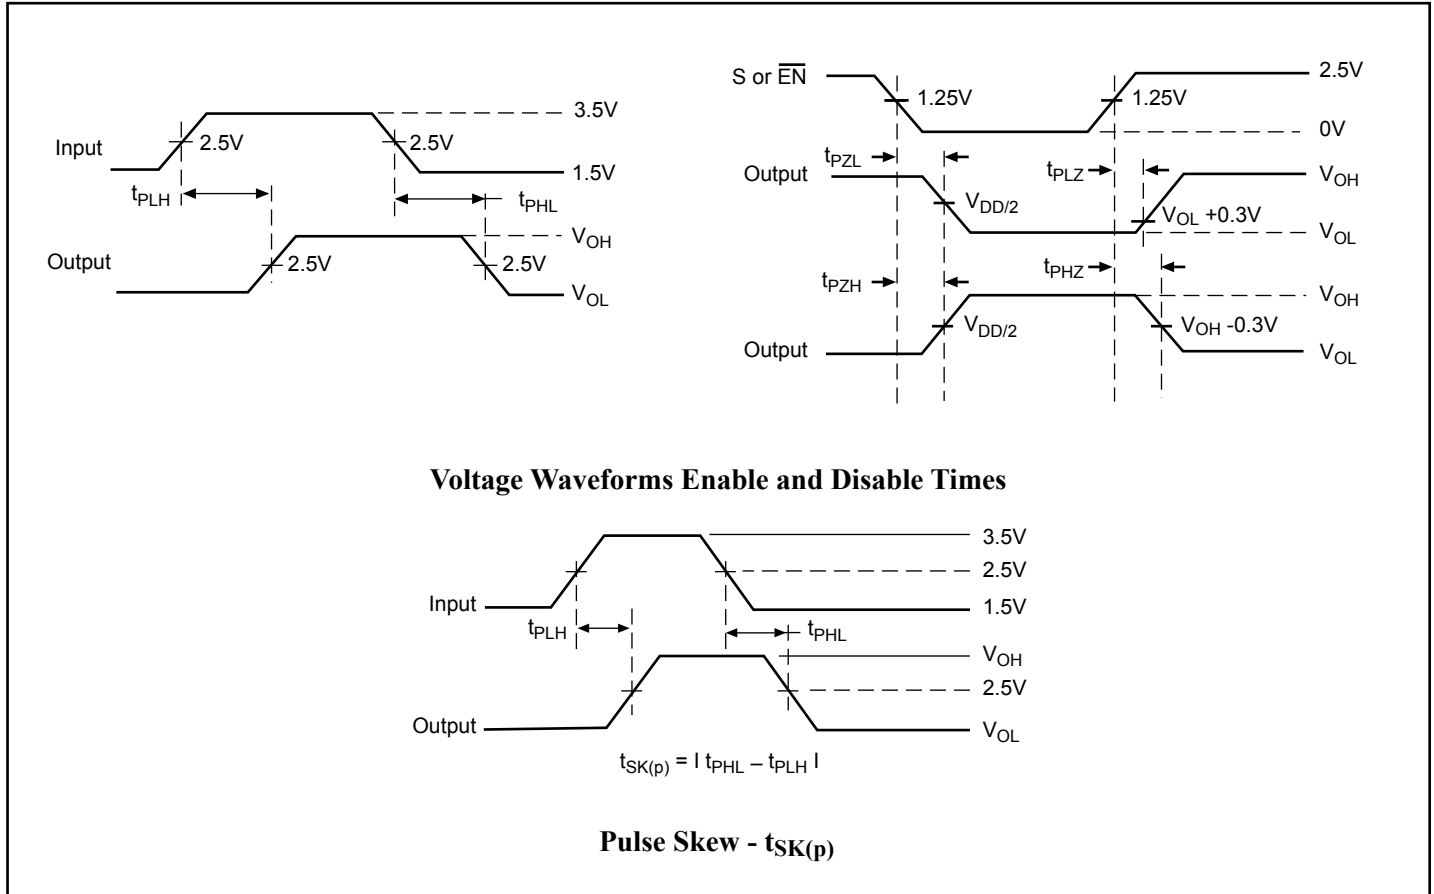 3.5V
2.5V
2.5V
Input
1.5V
tPLH
tPHL
VOH
Output
2.5V
2.5V
VOL
S or E̅N̅
2.5V
1.25V
1.25V
0V
tPZL
tPLZ
Output
VOH
VDD/2
VOL +0.3V
VOL
tPZH
tPHZ
VOH
VDD/2
VOH -0.3V
Output
VOL
Voltage Waveforms Enable and Disable Times
3.5V
2.5V
Input
1.5V
tPLH
tPHL
VOH
2.5V
Output
VOL
tSK(p) = I tPHL – tPLH I
Pulse Skew - tSK(p)